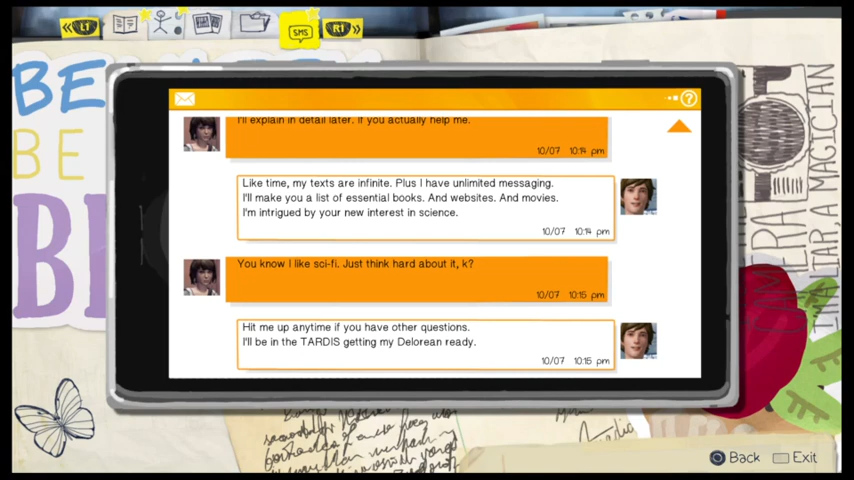 L1
SMS
R1
I'll explain in detail later. If you actually help me.
10/07 10:14 pm
Like time, my texts are infinite. Plus I have unlimited messaging.
I'll make you a list of essential books. And websites. And movies.
I'm intrigued by your new interest in science.
10/07 10:14 pm
You know I like sci-fi. Just think hard about it, k?
10/07 10:15 pm
Hit me up anytime if you have other questions.
I'll be in the TARDIS getting my Delorean ready.
10/07 10:15 pm
BE
CAMERA
LIAR, A MAGICIAN
Back
Exit